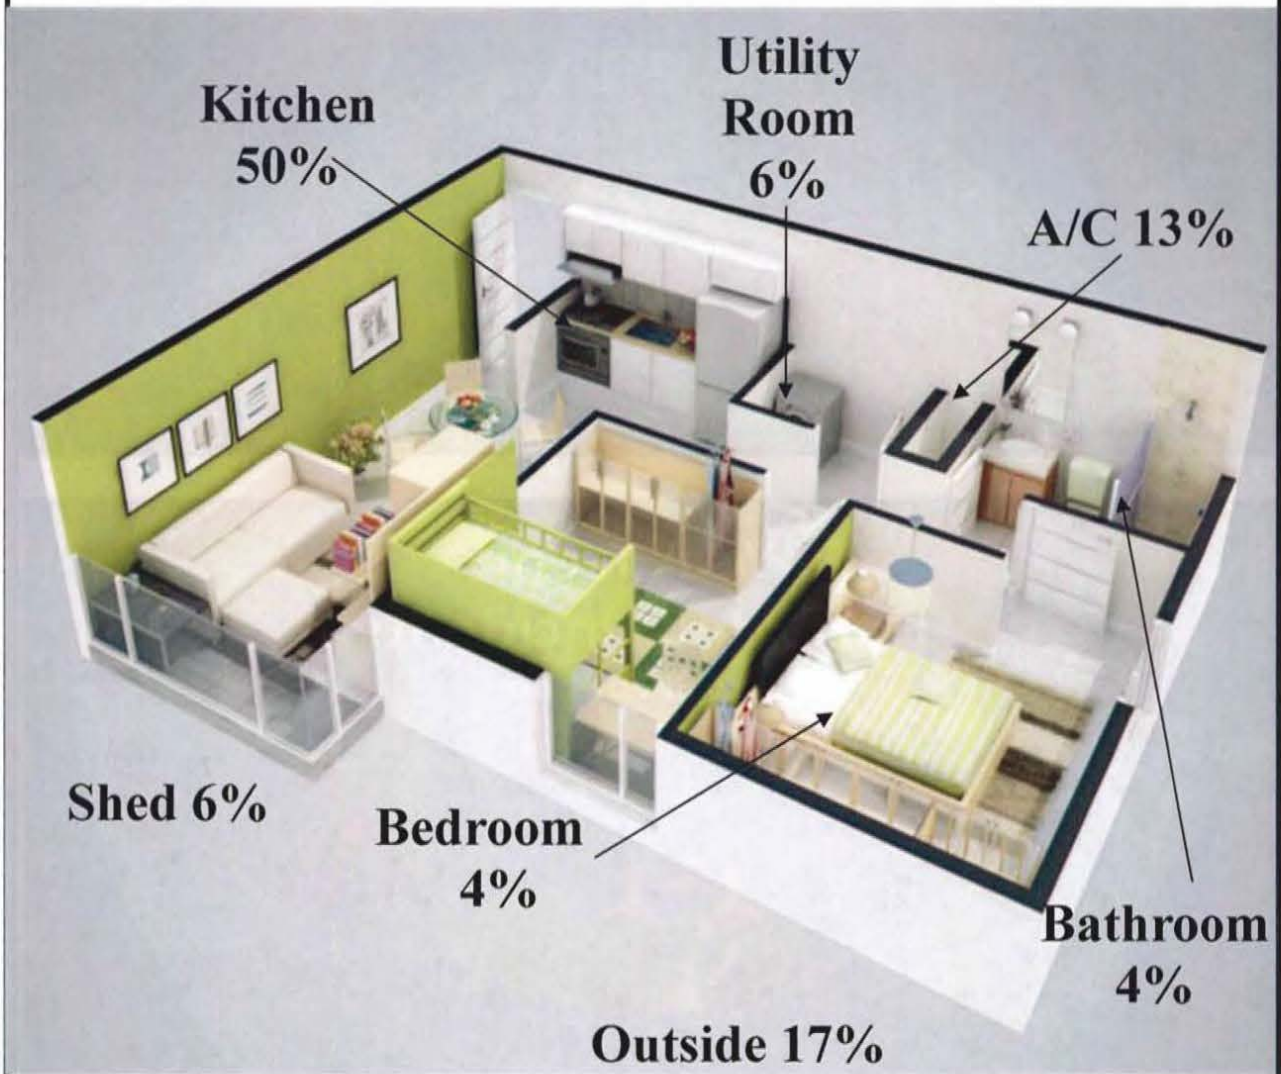 Utility
Room
6%
Kitchen
50%
A/C 13%
Shed 6%
Bedroom
4%
Bathroom
4%
Outside 17%